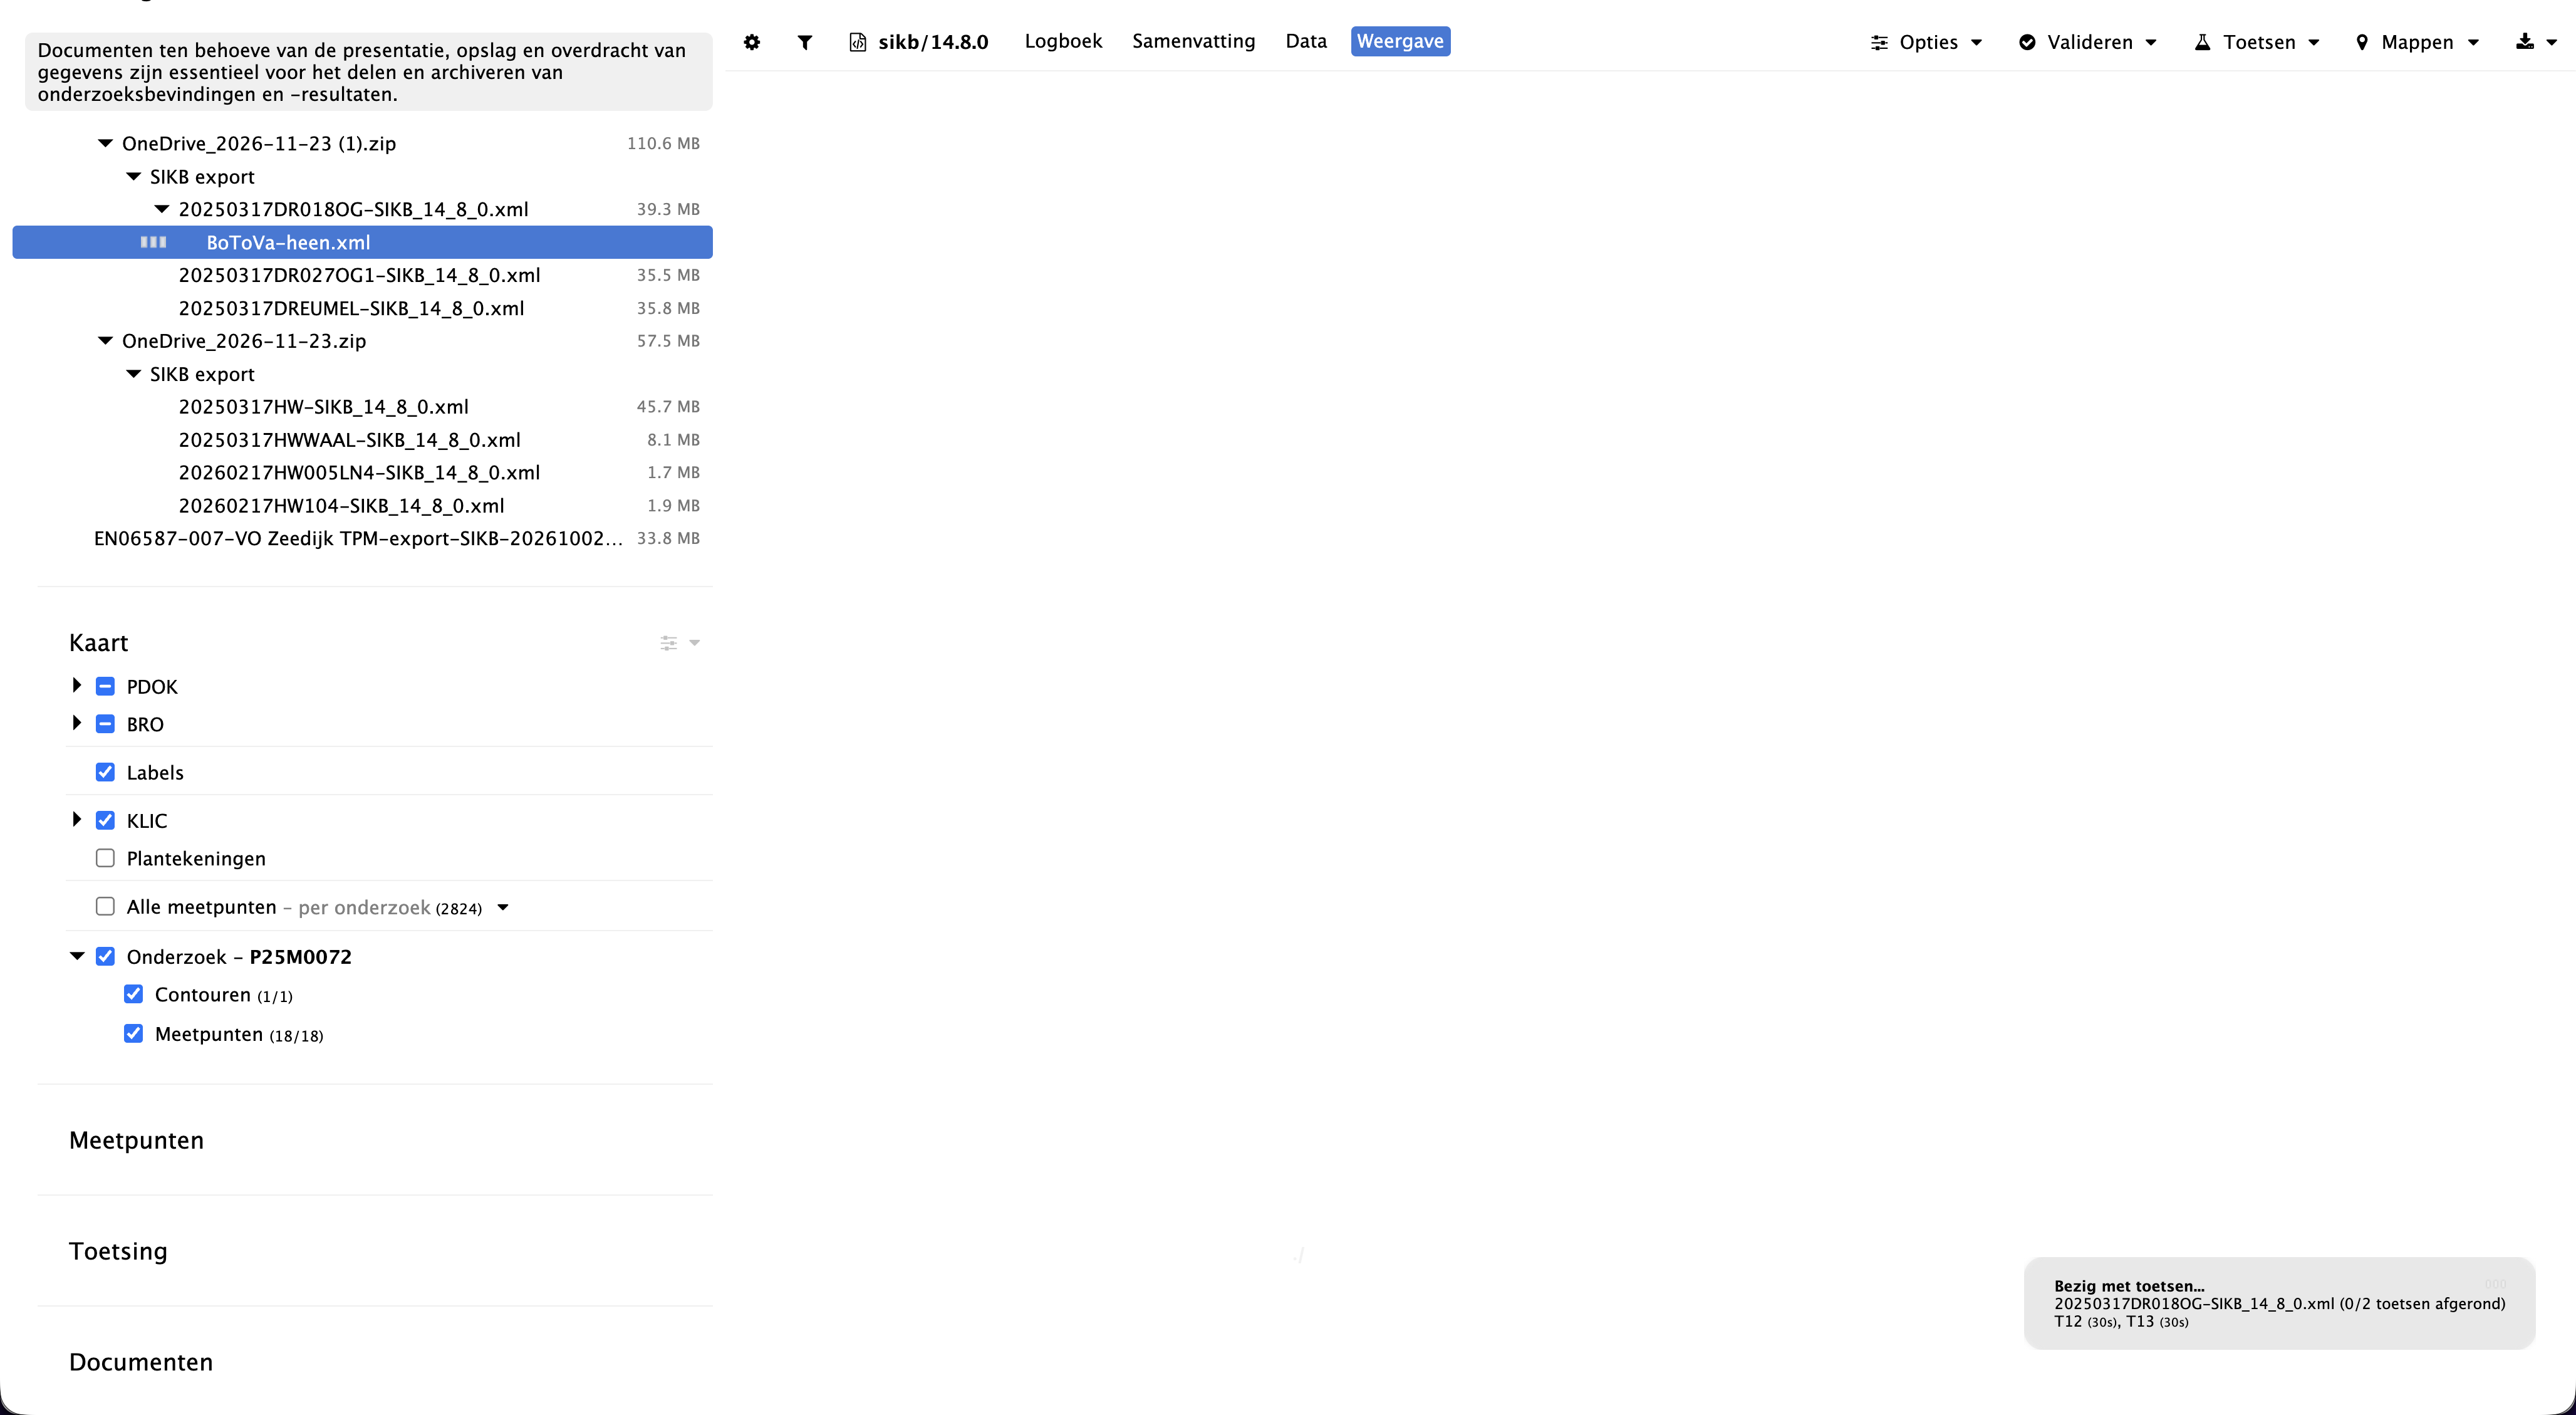 Documenten ten behoeve van de presentatie, opslag en overdracht van
gegevens zijn essentieel voor het delen en archiveren van
onderzoeksbevindingen en -resultaten.
OneDrive_2026-11-23 (1).zip 110.6 MB
SIKB export
20250317DR018OG-SIKB_14_8_0.xml 39.3 MB
BoToVa-heen.xml
20250317DR027OG1-SIKB_14_8_0.xml 35.5 MB
20250317DREUMEL-SIKB_14_8_0.xml 35.8 MB
OneDrive_2026-11-23.zip 57.5 MB
SIKB export
20250317HW-SIKB_14_8_0.xml 45.7 MB
20250317HWWAAL-SIKB_14_8_0.xml 8.1 MB
20260217HW005LN4-SIKB_14_8_0.xml 1.7 MB
20260217HW104-SIKB_14_8_0.xml 1.9 MB
EN06587-007-VO Zeedijk TPM-export-SIKB-20261002... 33.8 MB
Kaart
PDOK
BRO
Labels
KLIC
Plantekeningen
Alle meetpunten - per onderzoek (2824)
Onderzoek - P25M0072
Contouren (1/1)
Meetpunten (18/18)
Meetpunten
Toetsing
Documenten
sikb/14.8.0 Logboek Samenvatting Data Weergave Opties Valideren Toetsen Mappen
Bezig met toetsen...
20250317DR018OG-SIKB_14_8_0.xml (0/2 toetsen afgerond)
T12 (30s), T13 (30s)